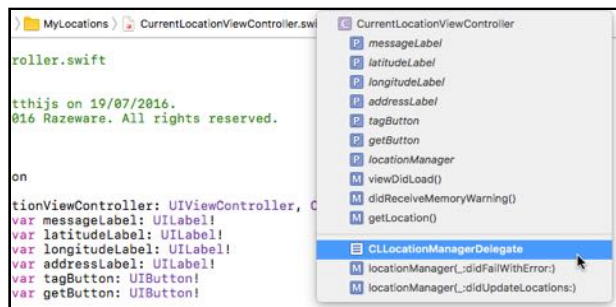 MyLocations
CurrentLocationViewController.swi
roller.swift
tthijs on 19/07/2016.
016 Razeware. All rights reserved.
on
tionViewController: UIViewController, C
var messageLabel: UILabel!
var latitudeLabel: UILabel!
var longitudeLabel: UILabel!
var addressLabel: UILabel!
var tagButton: UIButton!
var getButton: UIButton!
C CurrentLocationViewController
P messageLabel
P latitudeLabel
P longitudeLabel
P addressLabel
P tagButton
P getButton
P locationManager
M viewDidLoad()
M didReceiveMemoryWarning()
M getLocation()
CLLocationManagerDelegate
M locationManager(_:didFailWithError:)
M locationManager(_:didUpdateLocations:)